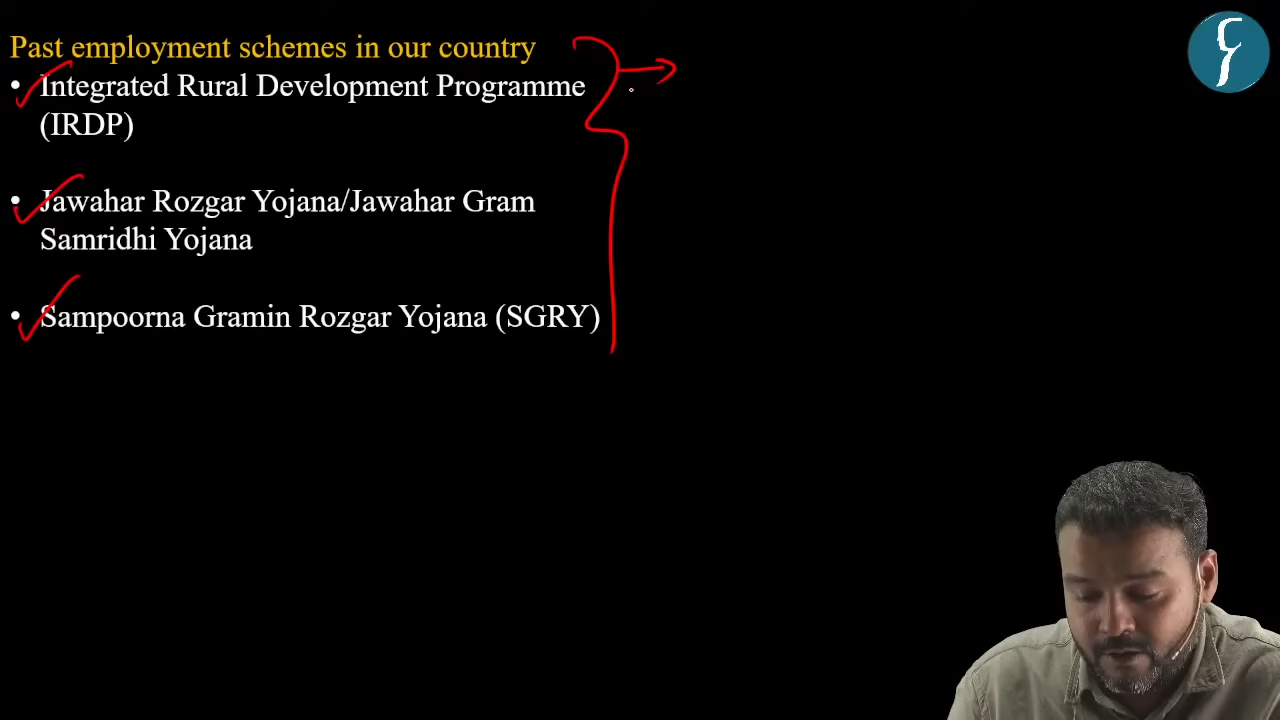 Past employment schemes in our country
• Integrated Rural Development Programme
(IRDP)
• Jawahar Rozgar Yojana/Jawahar Gram
Samridhi Yojana
• Sampoorna Gramin Rozgar Yojana (SGRY)